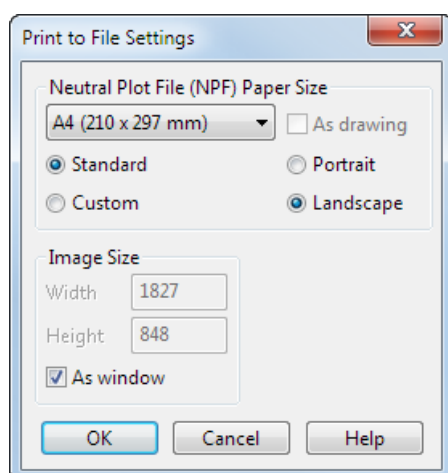 Print to File Settings
Neutral Plot File (NPF) Paper Size
A4 (210 x 297 mm)
As drawing
Standard
Portrait
Custom
Landscape
Image Size
Width 1827
Height 848
As window
OK Cancel Help